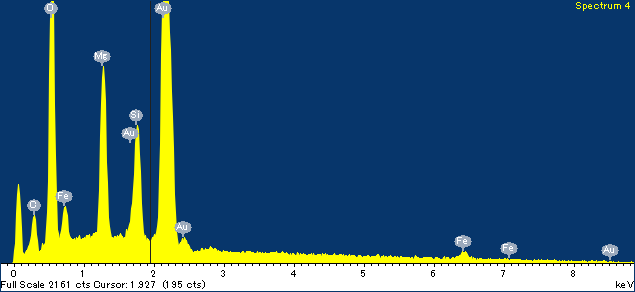 Spectrum 4
O
Au
Mg
Si
Au
Fe
Au
Fe
Fe
Au
0 1 2 3 4 5 6 7 8
Full Scale 2161 cts Cursor: 1.927 (195 cts) keV